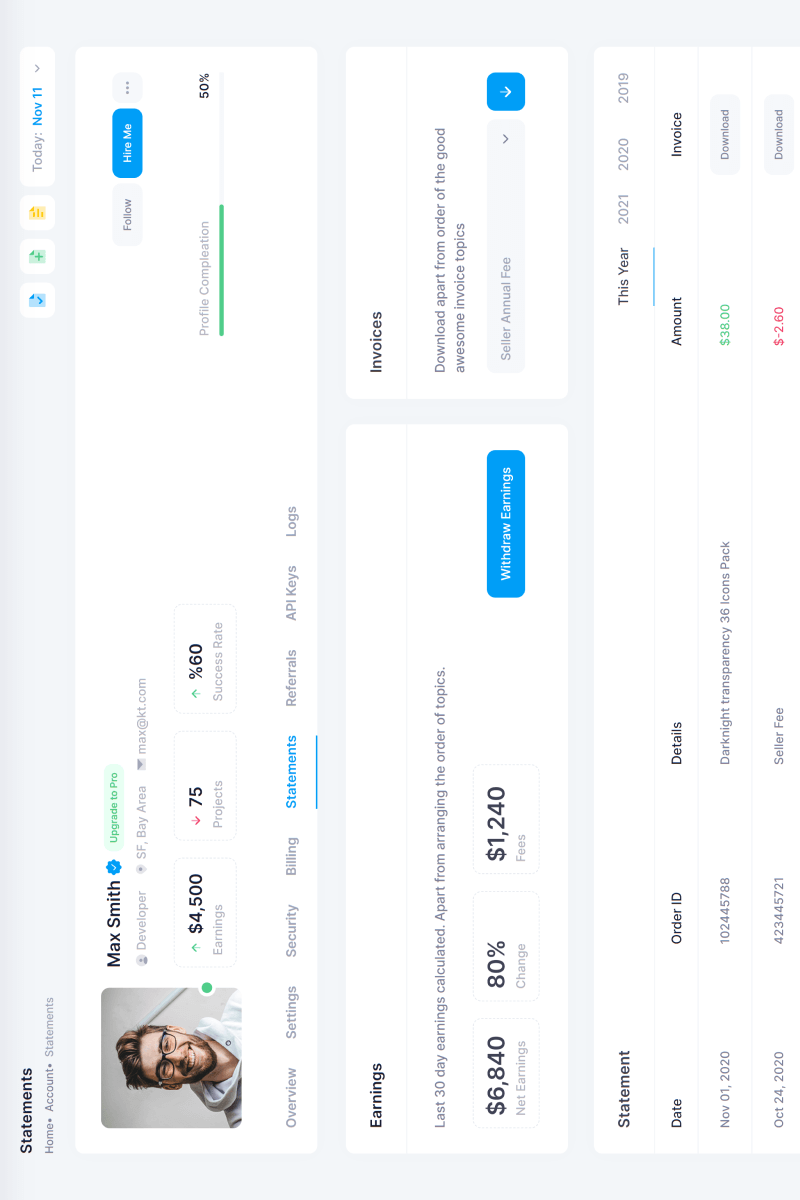 Statements
Home• Account• Statements
Today: Nov 11
Max Smith Upgrade to Pro
Developer SF, Bay Area max@kt.com
Follow Hire Me
$4,500 75 %60
Earnings Projects Success Rate
Profile Compleation 50%
Overview Settings Security Billing Statements Referrals API Keys Logs
Earnings
Last 30 day earnings calculated. Apart from arranging the order of topics.
$6,840 80% $1,240
Net Earnings Change Fees
Withdraw Earnings
Invoices
Download apart from order of the good
awesome invoice topics
Seller Annual Fee
Statement This Year 2021 2020 2019
Date Order ID Details Amount Invoice
Nov 01, 2020 102445788 Darknight transparency 36 Icons Pack $38.00 Download
Oct 24, 2020 423445721 Seller Fee $-2.60 Download